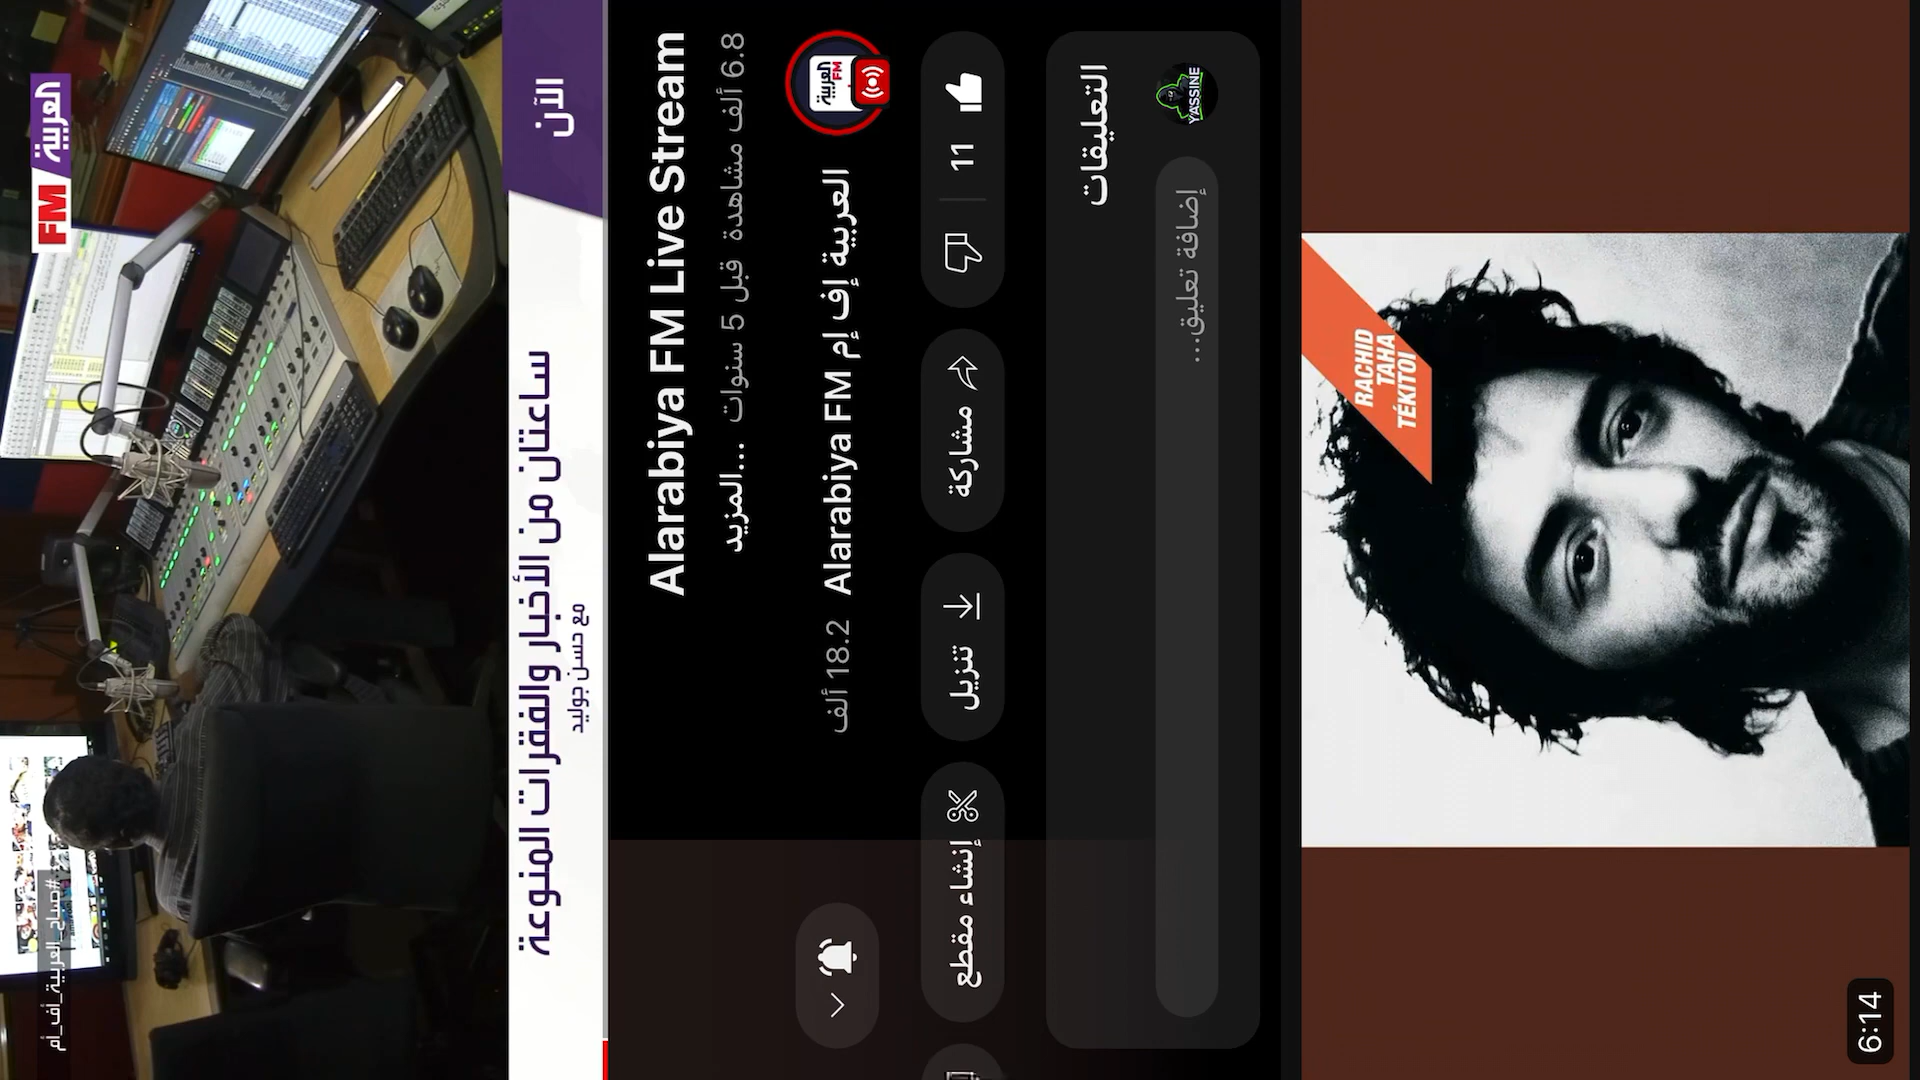 العربية FM
#صباح_العربية_أف_أم
الآن
ساعتان من الأخبار والفقرات المنوعة
مع حسن جوليد
Alarabiya FM Live Stream
6.8 ألف مشاهدة قبل 5 سنوات ...المزيد
العربية FM
العربية إف إم Alarabiya FM 18.2 ألف
11
مشاركة
تنزيل
إنشاء مقطع
التعليقات
YASSINE
إضافة تعليق...
RACHID
TAHA
TÉKITOI
6:14